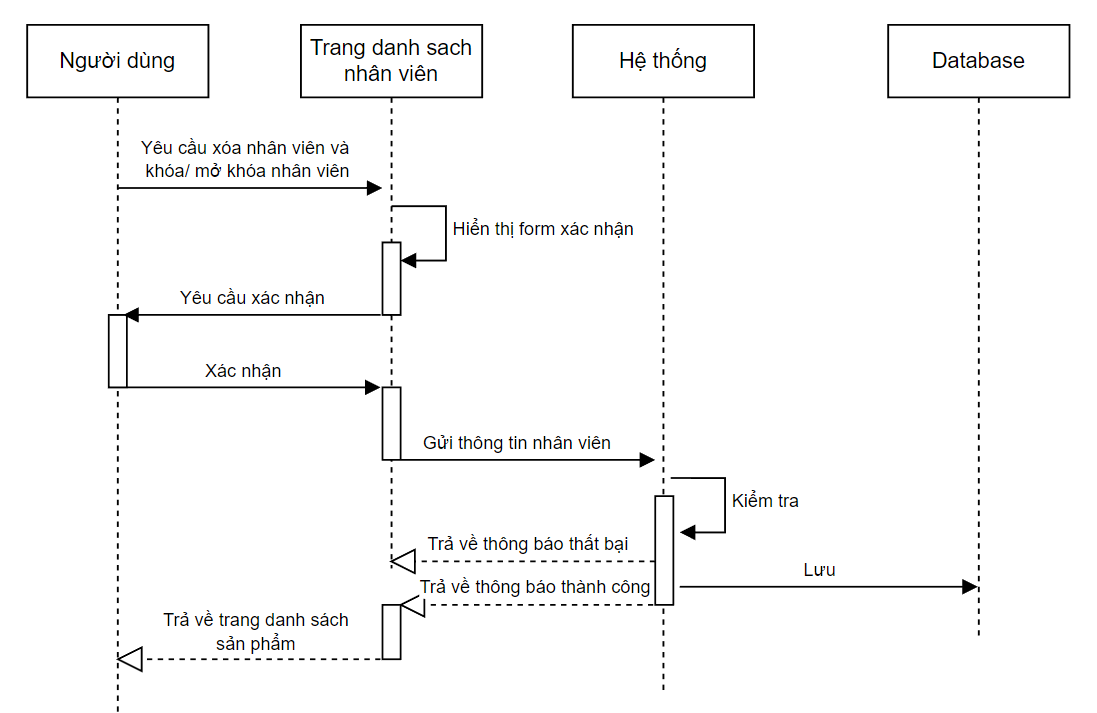 Người dùng
Trang danh sach
nhân viên
Hệ thống
Database
Yêu cầu xóa nhân viên và
khóa/ mở khóa nhân viên
Hiển thị form xác nhận
Yêu cầu xác nhận
Xác nhận
Gửi thông tin nhân viên
Kiểm tra
Trả về thông báo thất bại
Lưu
Trả về thông báo thành công
Trả về trang danh sách
sản phẩm